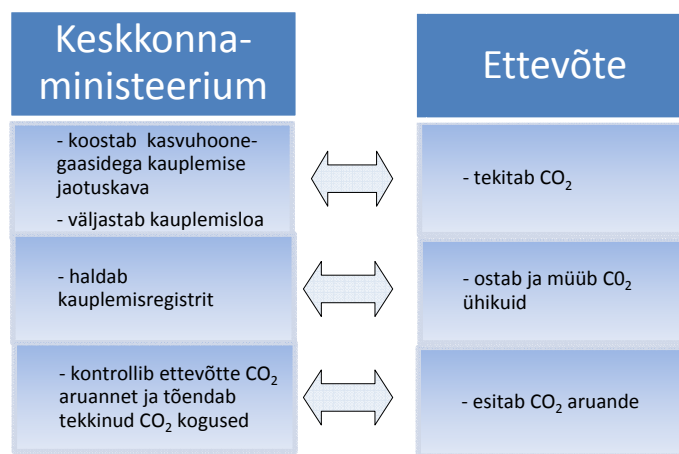 Keskkonna-
ministeerium
- koostab kasvuhoone-
gaasidega kauplemise
jaotuskava
- väljastab kauplemisloa
- haldab
kauplemisregistrit
- kontrollib ettevõtte CO₂
aruannet ja tõendab
tekkinud CO₂ kogused
Ettevõte
- tekitab CO₂
- ostab ja müüb C0₂
ühikuid
- esitab CO₂ aruande